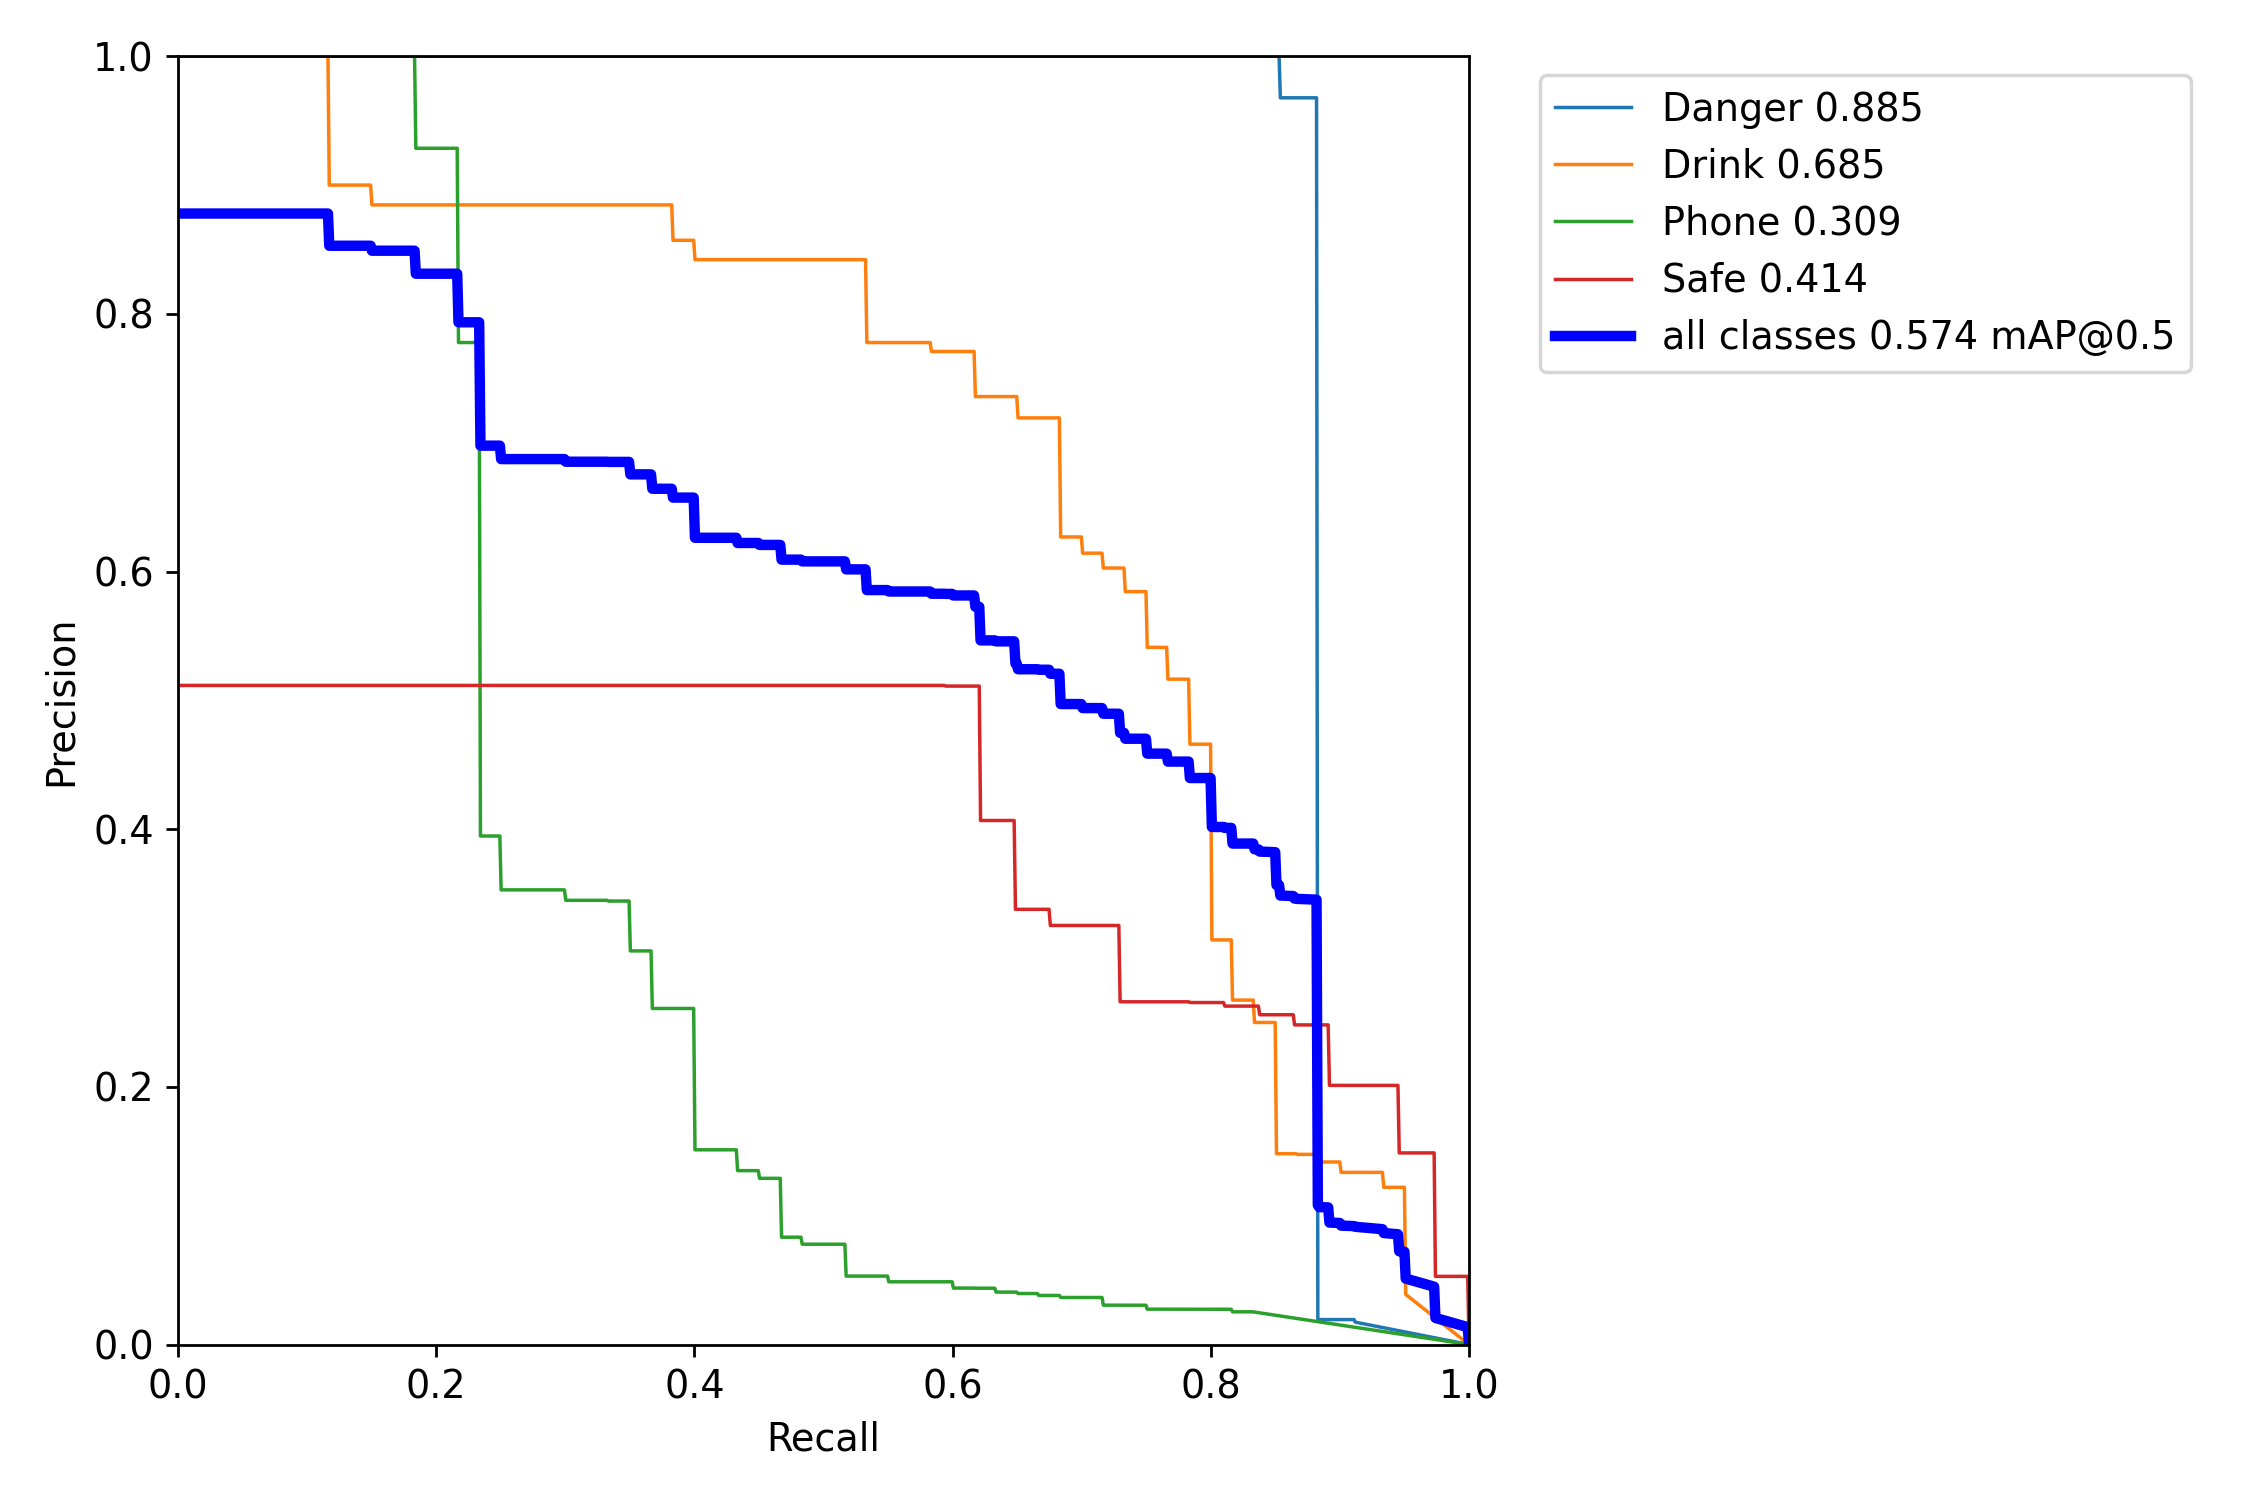 1.0
0.8
0.6
0.4
0.2
0.0
Precision
0.0 0.2 0.4 0.6 0.8 1.0
Recall
Danger 0.885
Drink 0.685
Phone 0.309
Safe 0.414
all classes 0.574 mAP@0.5